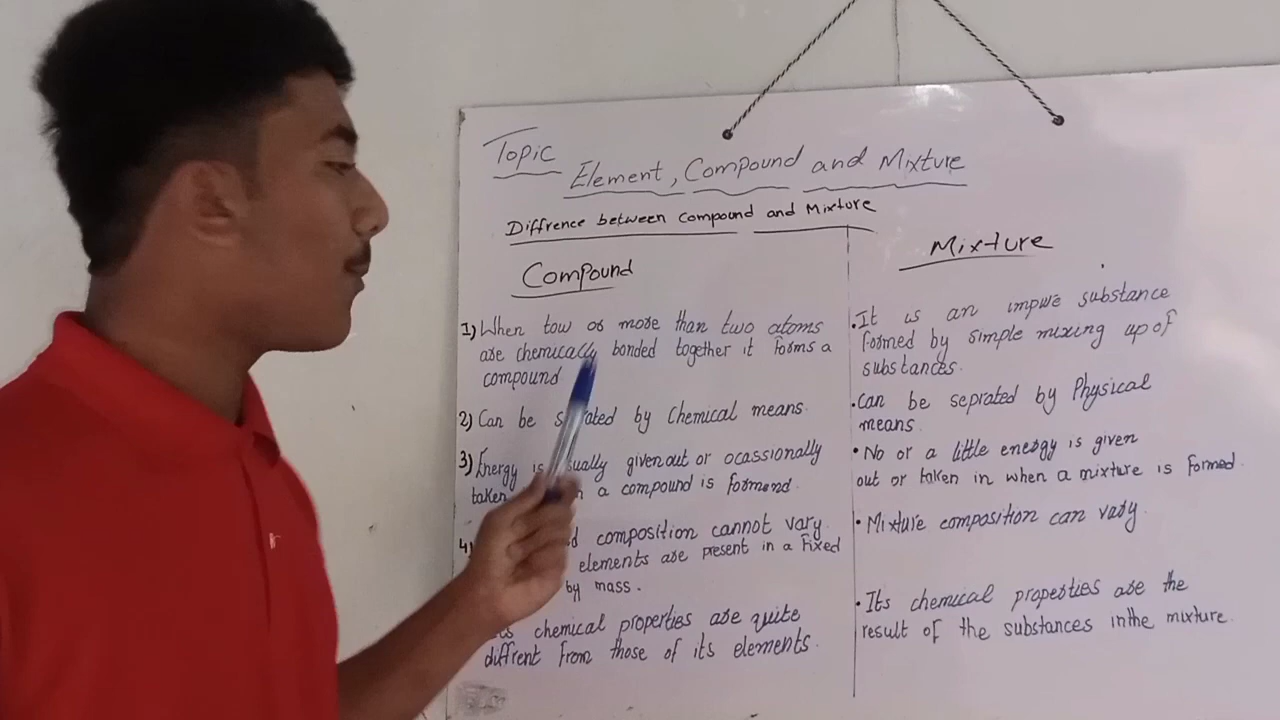 Topic
Element, Compound and Mixture
Diffrence between Compound and Mixture
Compound
1) When tow or more than two atoms
are chemically bonded together it forms a
compound
2) Can be by Chemical means.
3) Energy is given out or ocassionally
taken a compound is formend.
4) composition cannot vary.
elements are present in a fixed
by mass.
chemical properties are quite
diffrent from those of its elements.
Mixture
• It is an impure substance
formed by simple mixing up of
substances.
• Can be seprated by Physical
means.
• No or a little energy is given
out or taken in when a mixture is formed.
• Mixture composition can vary.
• Its chemical properties are the
result of the substances in the mixture.